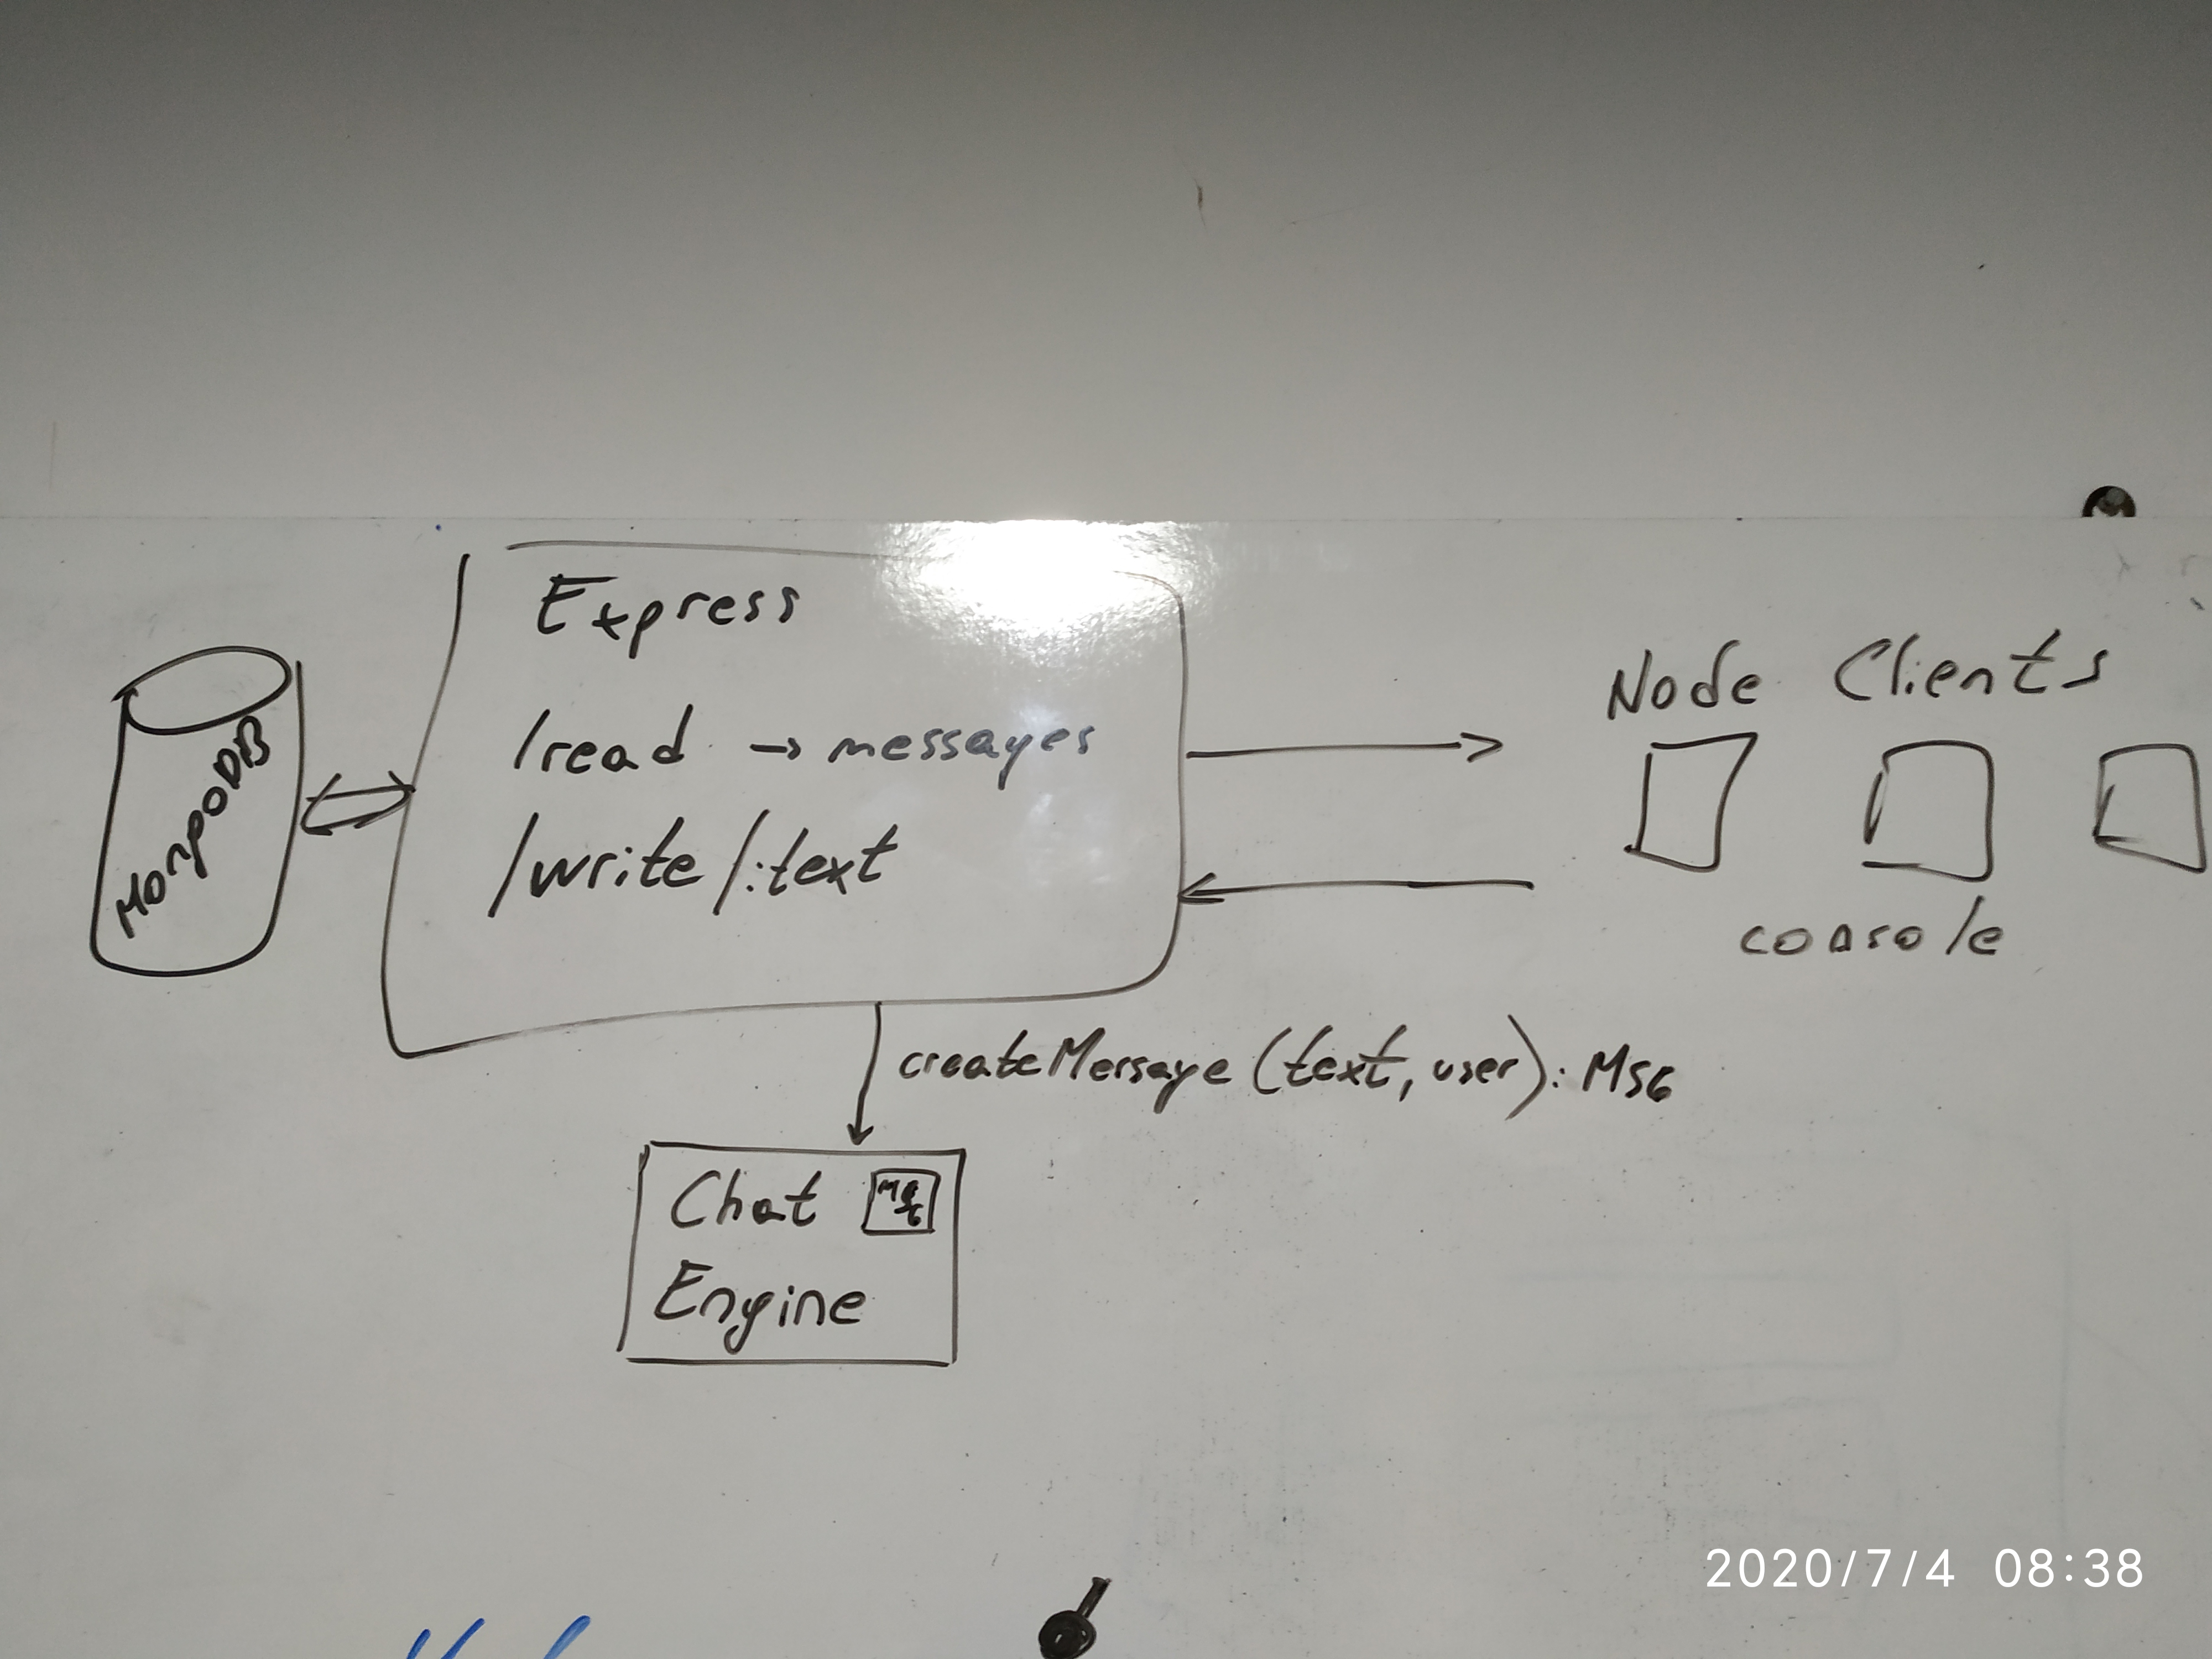 Express
/read → messages
/write/:text
MongoDB
Node Clients
console
createMessage (text, user): MSG
Chat
Engine
2020/7/4 08:38